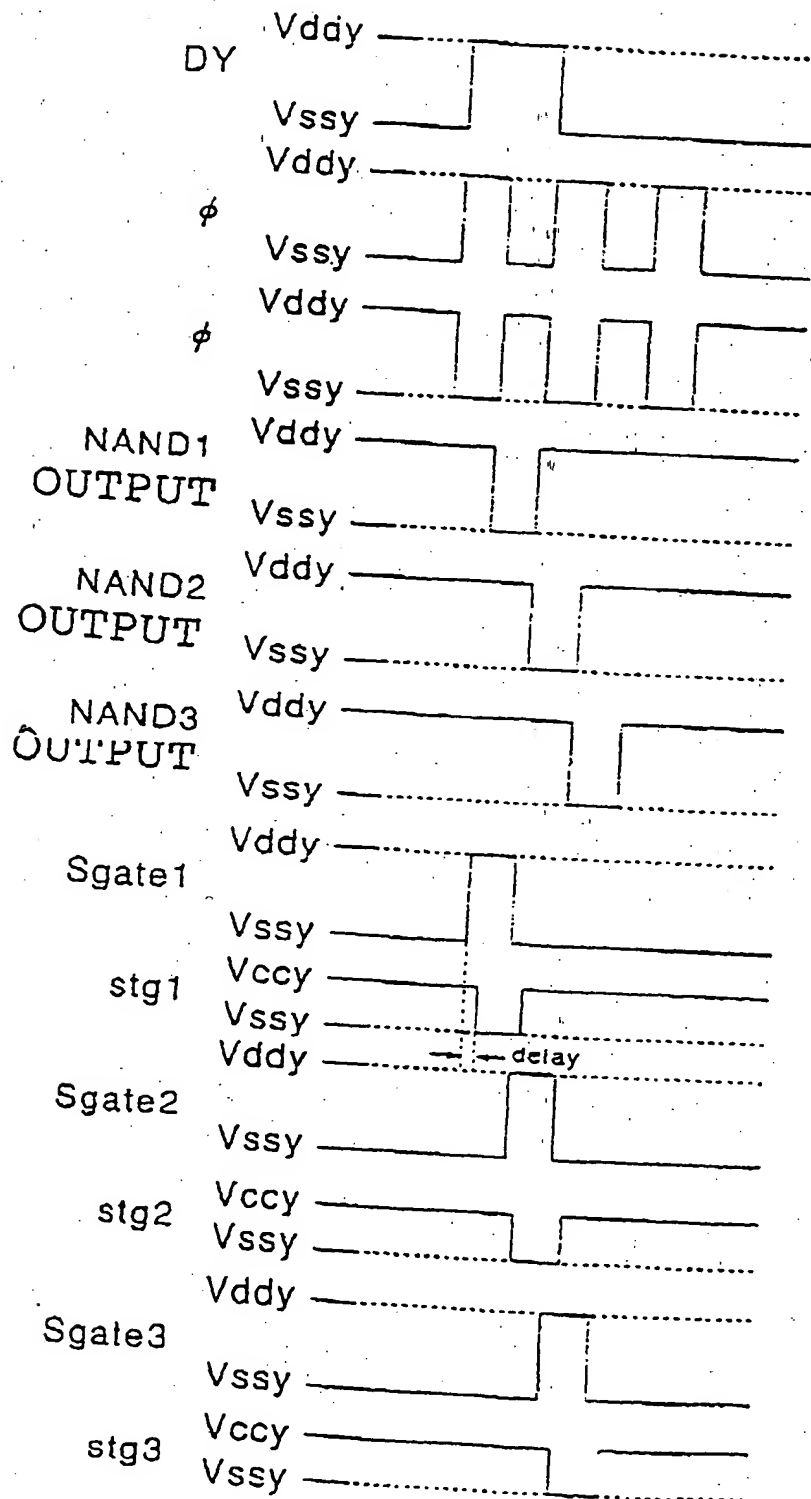 Vddy
DY
Vssy
Vddy
ϕ
Vssy
Vddy
ϕ
Vssy
NAND1 Vddy
OUTPUT
Vssy
NAND2 Vddy
OUTPUT
Vssy
NAND3 Vddy
OUTPUT
Vssy
Vddy
Sgate1
Vssy
stg1 Vccy
Vssy
Vddy delay
Sgate2
Vssy
stg2 Vccy
Vssy
Vddy
Sgate3
Vssy
stg3 Vccy
Vssy